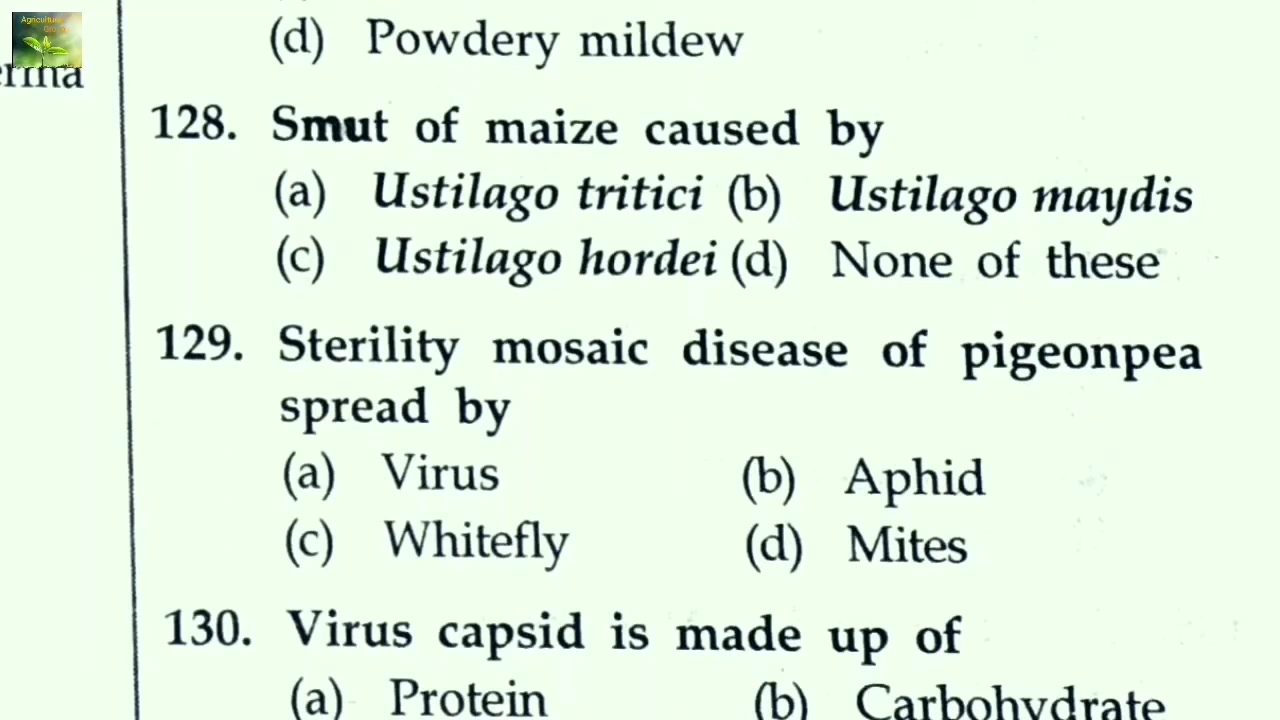 Agriculture
Group
(d) Powdery mildew
128. Smut of maize caused by
(a) Ustilago tritici (b) Ustilago maydis
(c) Ustilago hordei (d) None of these
129. Sterility mosaic disease of pigeonpea
spread by
(a) Virus (b) Aphid
(c) Whitefly (d) Mites
130. Virus capsid is made up of
(a) Protein (b) Carbohydrate